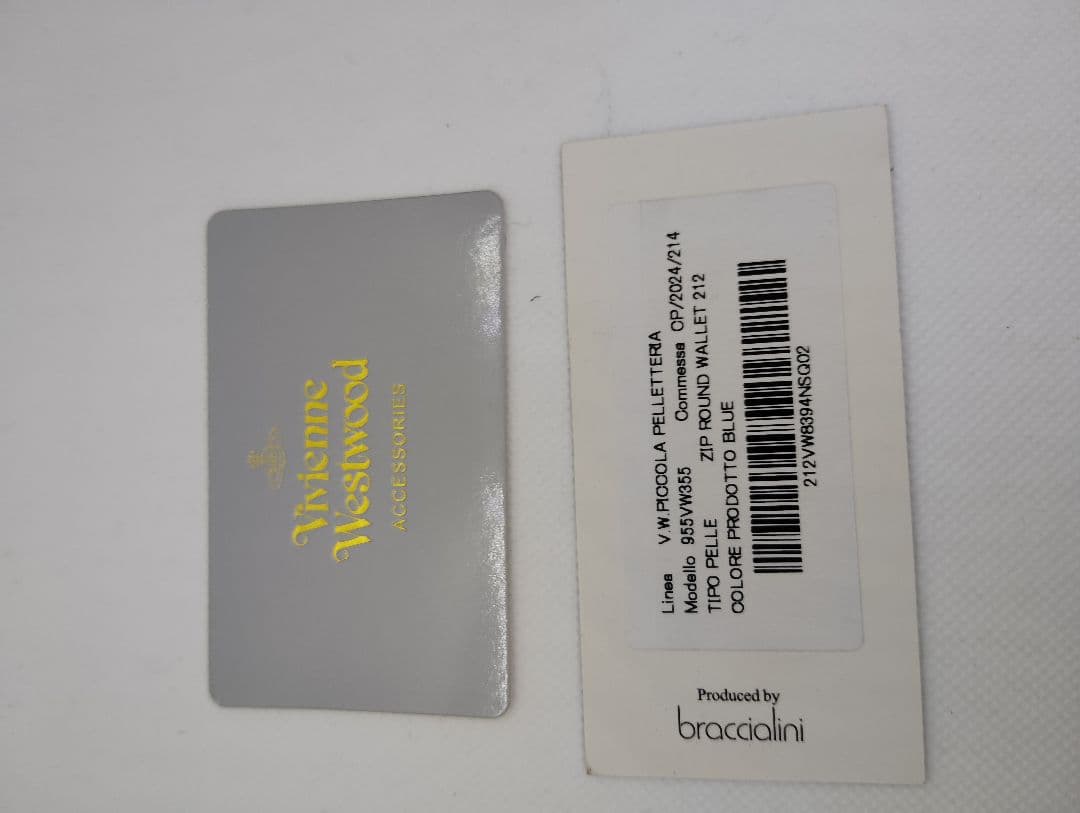 Vivienne
Westwood
ACCESSORIES
Linea V.W.PICCOLA PELLETTERIA
Modello 955VW355 Commessa CP/2024/214
TIPO PELLE ZIP ROUND WALLET 212
COLORE PRODOTTO BLUE
212VW8394NSQ02
Produced by
braccialini